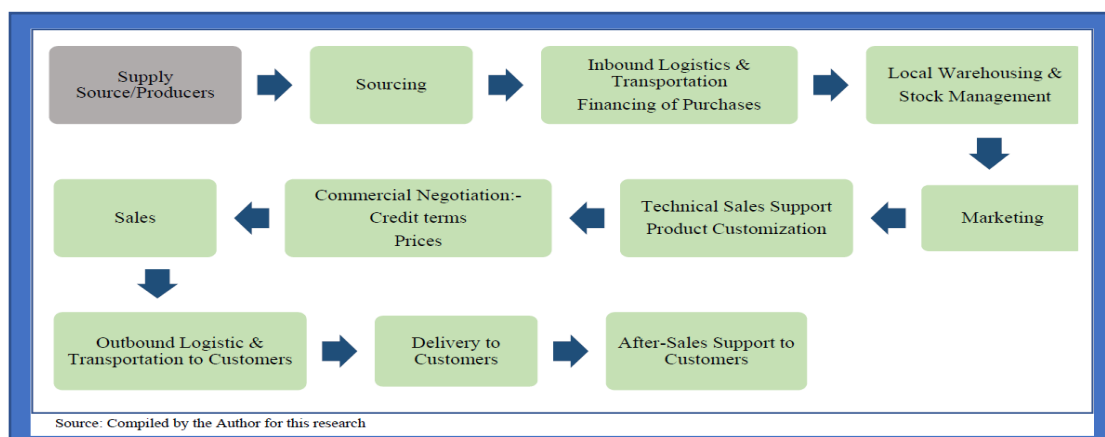 Supply
Source/Producers
Sourcing
Inbound Logistics &
Transportation
Financing of Purchases
Local Warehousing &
Stock Management
Marketing
Technical Sales Support
Product Customization
Commercial Negotiation:-
Credit terms
Prices
Sales
Outbound Logistic &
Transportation to Customers
Delivery to
Customers
After-Sales Support to
Customers
Source: Compiled by the Author for this research